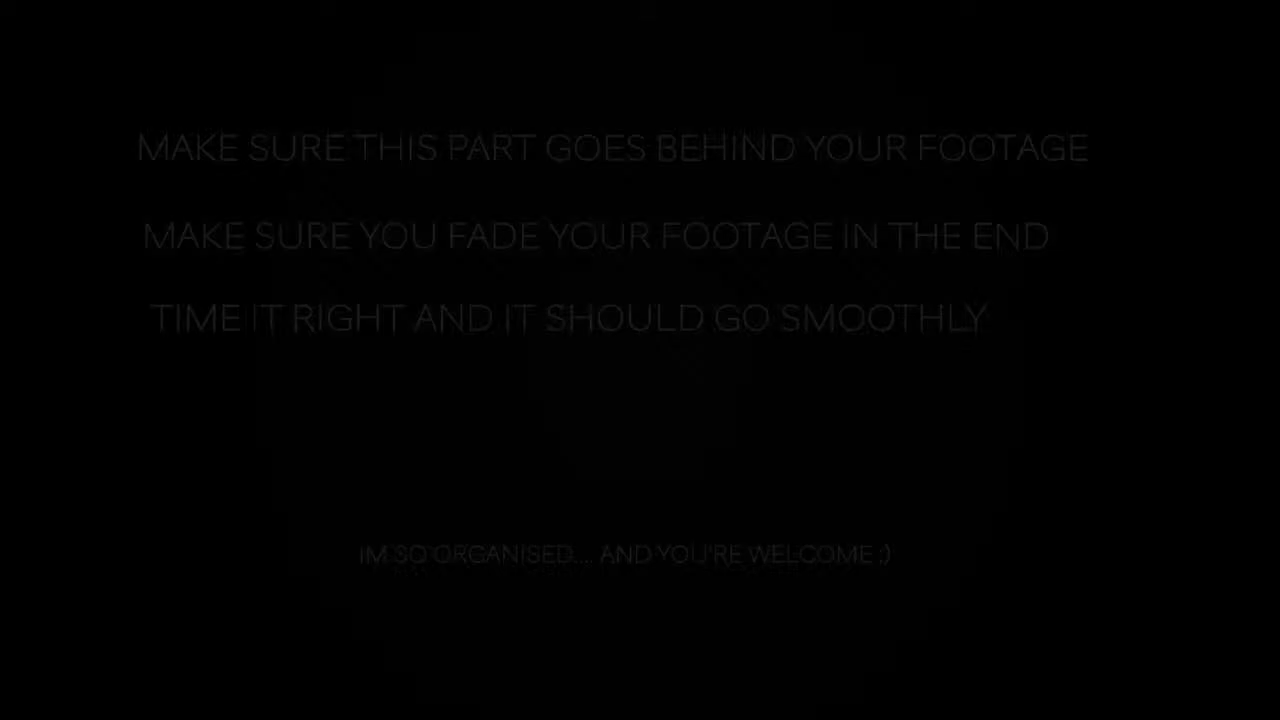 MAKE SURE THIS PART GOES BEHIND YOUR FOOTAGE
MAKE SURE YOU FADE YOUR FOOTAGE IN THE END
TIME IT RIGHT AND IT SHOULD GO SMOOTHLY
IM SO ORGANISED.... AND YOU'RE WELCOME ;)